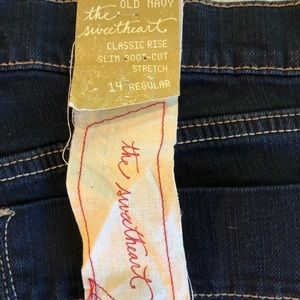 OLD NAVY
the
sweetheart
CLASSIC RISE
SLIM BOOT-CUT
STRETCH
14 REGULAR
the sweetheart